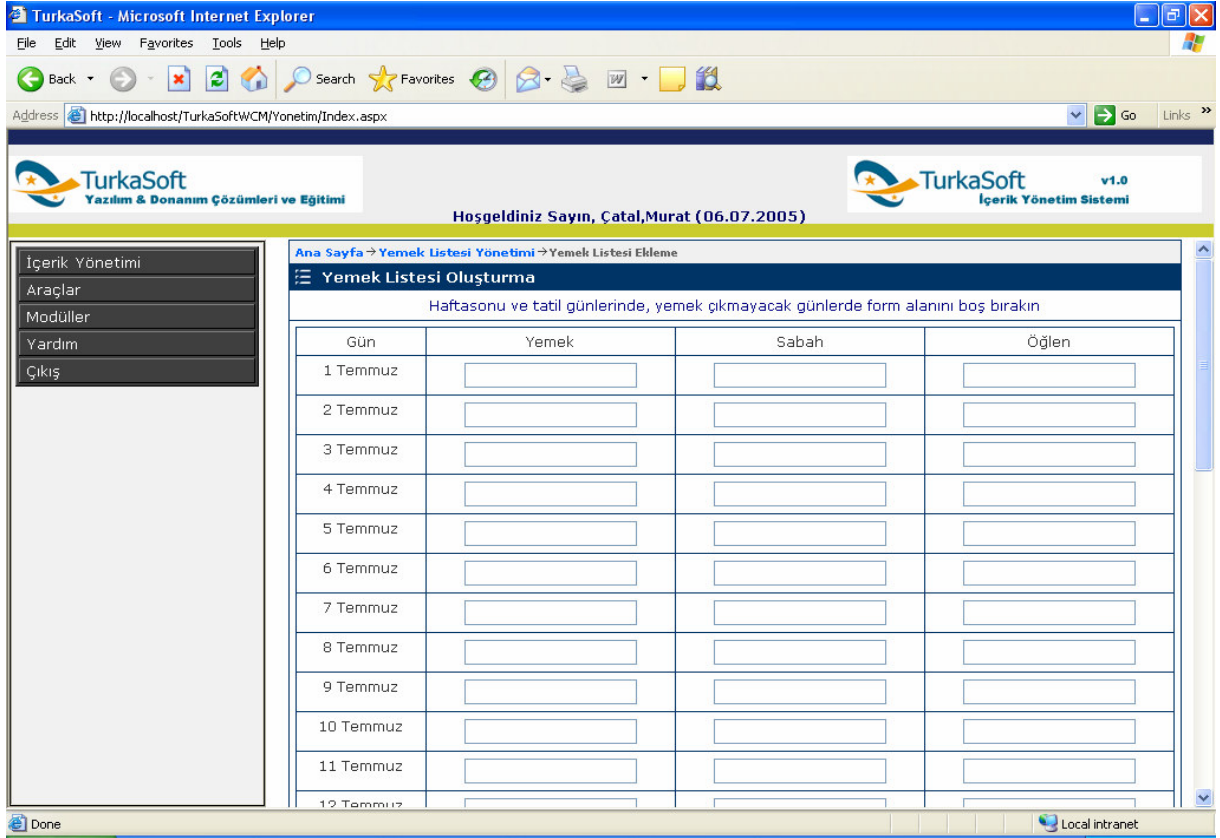 TurkaSoft - Microsoft Internet Explorer
File Edit View Favorites Tools Help
Back Search Favorites
Address http://localhost/TurkaSoftWCM/Yonetim/Index.aspx Go Links »
TurkaSoft
Yazılım & Donanım Çözümleri ve Eğitimi
Hoşgeldiniz Sayın, Çatal,Murat (06.07.2005)
TurkaSoft v1.0
İçerik Yönetim Sistemi
İçerik Yönetimi
Araçlar
Modüller
Yardım
Çıkış
Ana Sayfa→Yemek Listesi Yönetimi→Yemek Listesi Ekleme
Yemek Listesi Oluşturma
Haftasonu ve tatil günlerinde, yemek çıkmayacak günlerde form alanını boş bırakın
Gün Yemek Sabah Öğlen
1 Temmuz
2 Temmuz
3 Temmuz
4 Temmuz
5 Temmuz
6 Temmuz
7 Temmuz
8 Temmuz
9 Temmuz
10 Temmuz
11 Temmuz
12 Temmuz
Done Local intranet